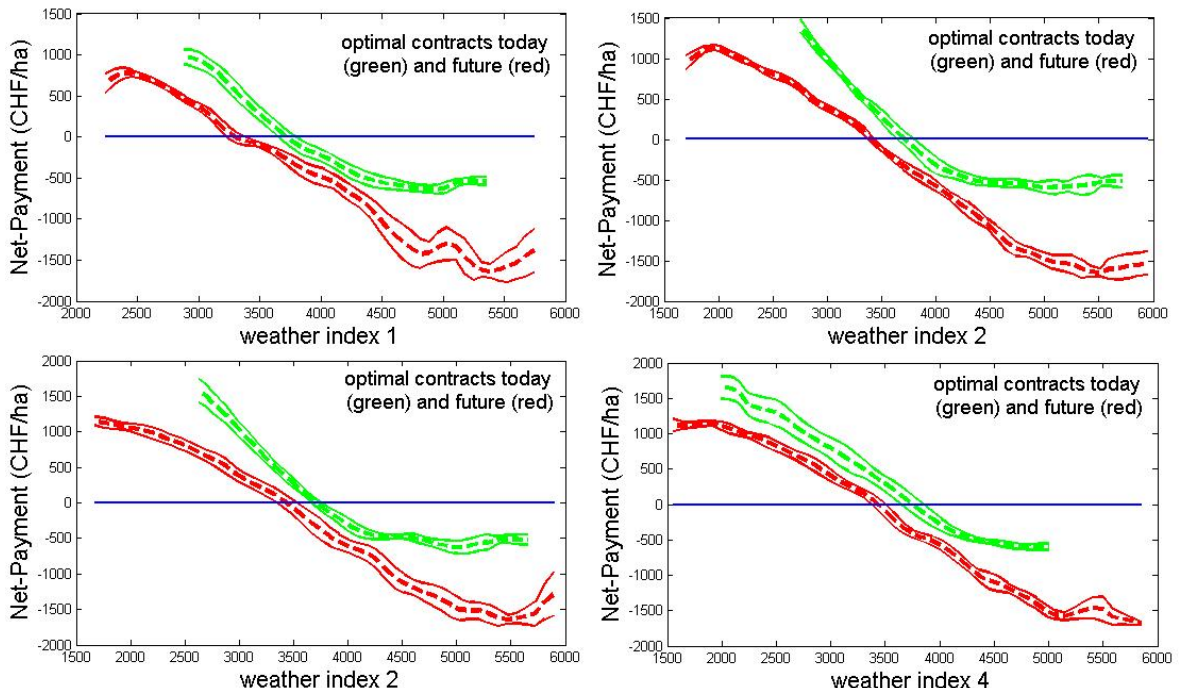 1500
1000
500
0
-500
-1000
-1500
-2000
Net-Payment (CHF/ha)
optimal contracts today
(green) and future (red)
2000 2500 3000 3500 4000 4500 5000 5500 6000
weather index 1
1500
1000
500
0
-500
-1000
-1500
-2000
Net-Payment (CHF/ha)
optimal contracts today
(green) and future (red)
1500 2000 2500 3000 3500 4000 4500 5000 5500 6000
weather index 2
2000
1500
1000
500
0
-500
-1000
-1500
-2000
Net-Payment (CHF/ha)
optimal contracts today
(green) and future (red)
1500 2000 2500 3000 3500 4000 4500 5000 5500 6000
weather index 2
2000
1500
1000
500
0
-500
-1000
-1500
-2000
Net-Payment (CHF/ha)
optimal contracts today
(green) and future (red)
1500 2000 2500 3000 3500 4000 4500 5000 5500 6000
weather index 4